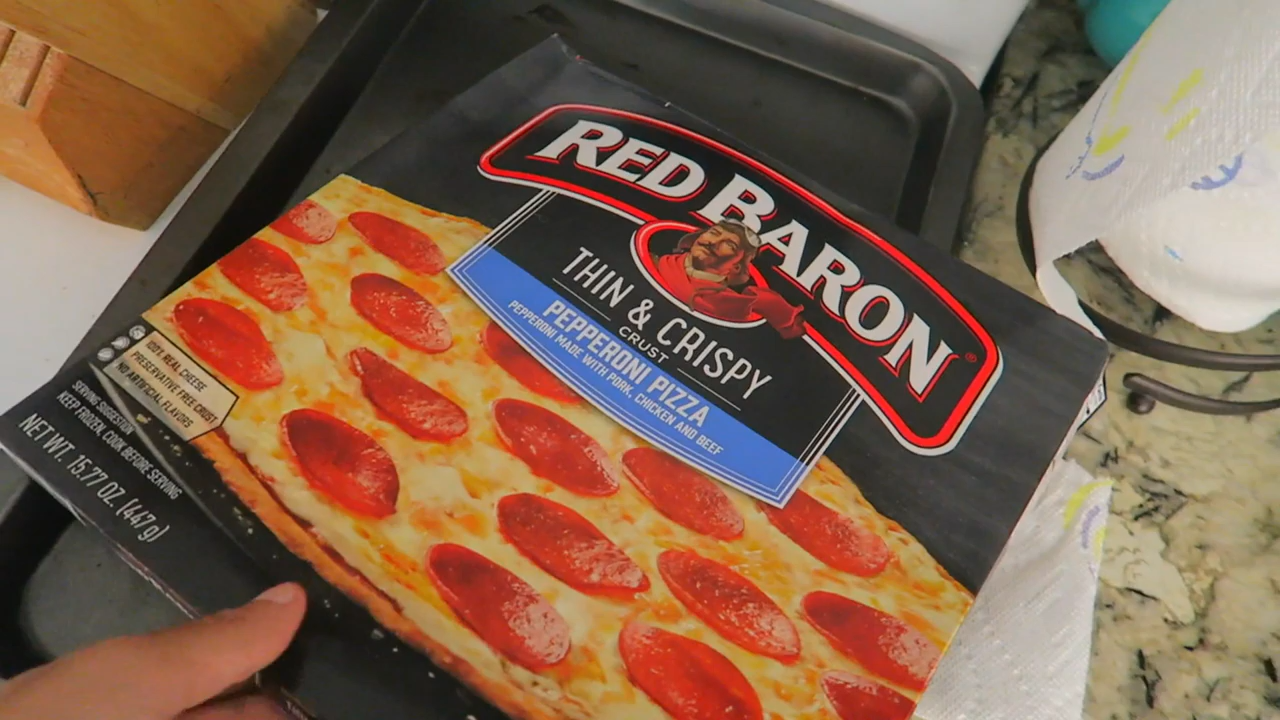 RED BARON®
THIN & CRISPY
CRUST
PEPPERONI PIZZA
PEPPERONI MADE WITH PORK, CHICKEN AND BEEF
100% REAL CHEESE
PRESERVATIVE FREE CRUST
NO ARTIFICIAL FLAVORS
SERVING SUGGESTION
KEEP FROZEN, COOK BEFORE SERVING
NET WT. 15.77 OZ. (447g)